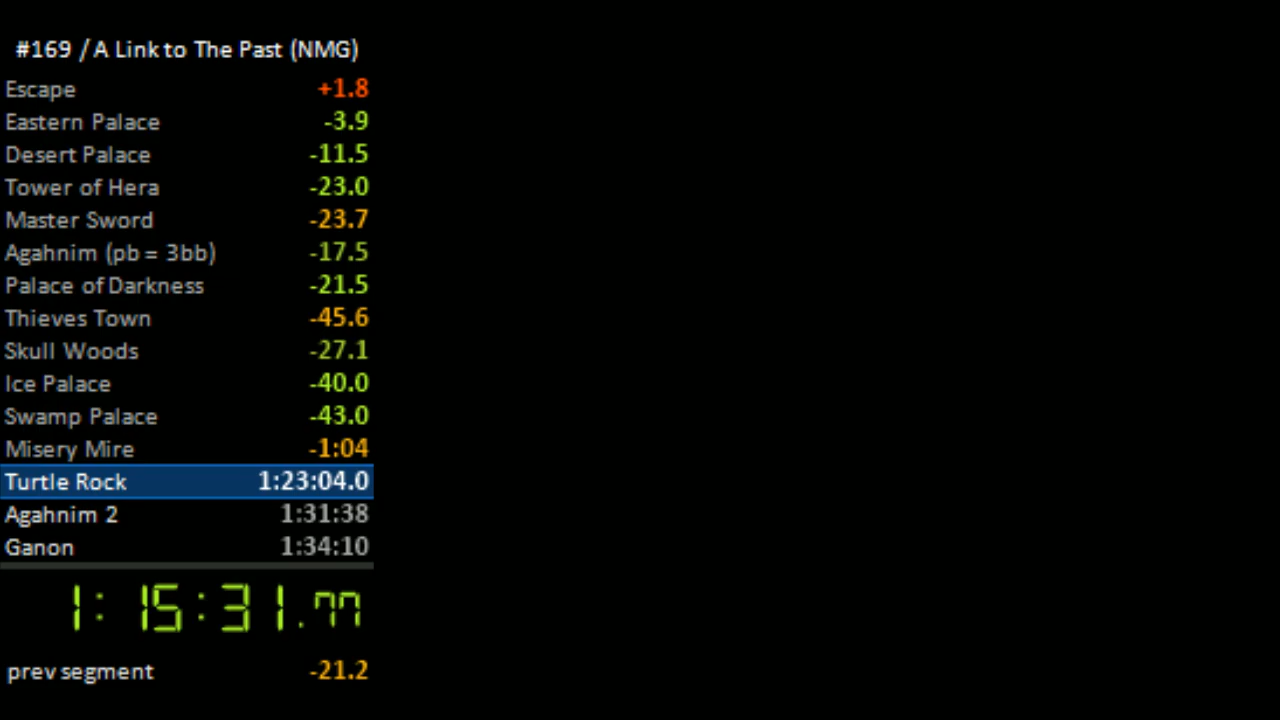 #169 / A Link to The Past (NMG)
Escape +1.8
Eastern Palace -3.9
Desert Palace -11.5
Tower of Hera -23.0
Master Sword -23.7
Agahnim (pb = 3bb) -17.5
Palace of Darkness -21.5
Thieves Town -45.6
Skull Woods -27.1
Ice Palace -40.0
Swamp Palace -43.0
Misery Mire -1:04
Turtle Rock 1:23:04.0
Agahnim 2 1:31:38
Ganon 1:34:10
1:15:31.77
prev segment -21.2